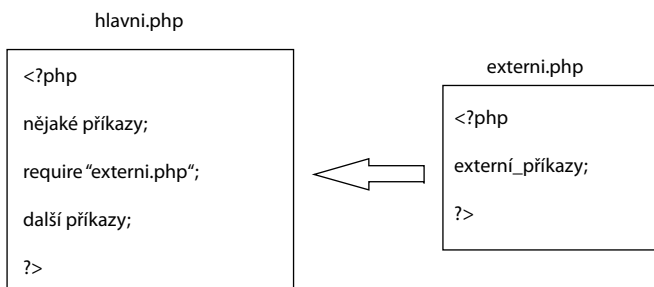 hlavni.php
<?php
nějaké příkazy;
require “externi.php“;
další příkazy;
?>
externi.php
<?php
externí_příkazy;
?>